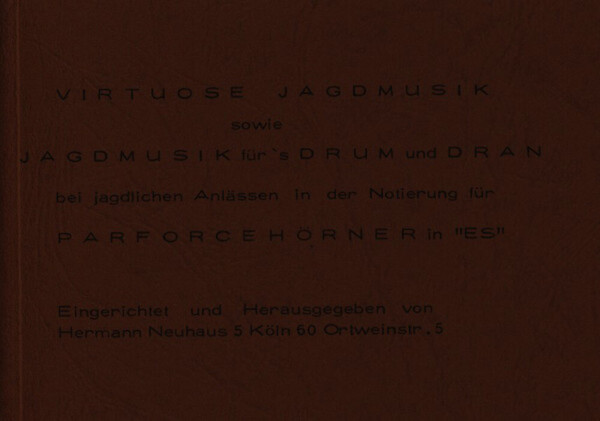 VIRTUOSE JAGDMUSIK
sowie
JAGDMUSIK für`s DRUM und DRAN
bei jagdlichen Anlässen in der Notierung für
PARFORCEHÖRNER in "ES"
Eingerichtet und Herausgegeben von
Hermann Neuhaus 5 Köln 60 Ortweinstr. 5